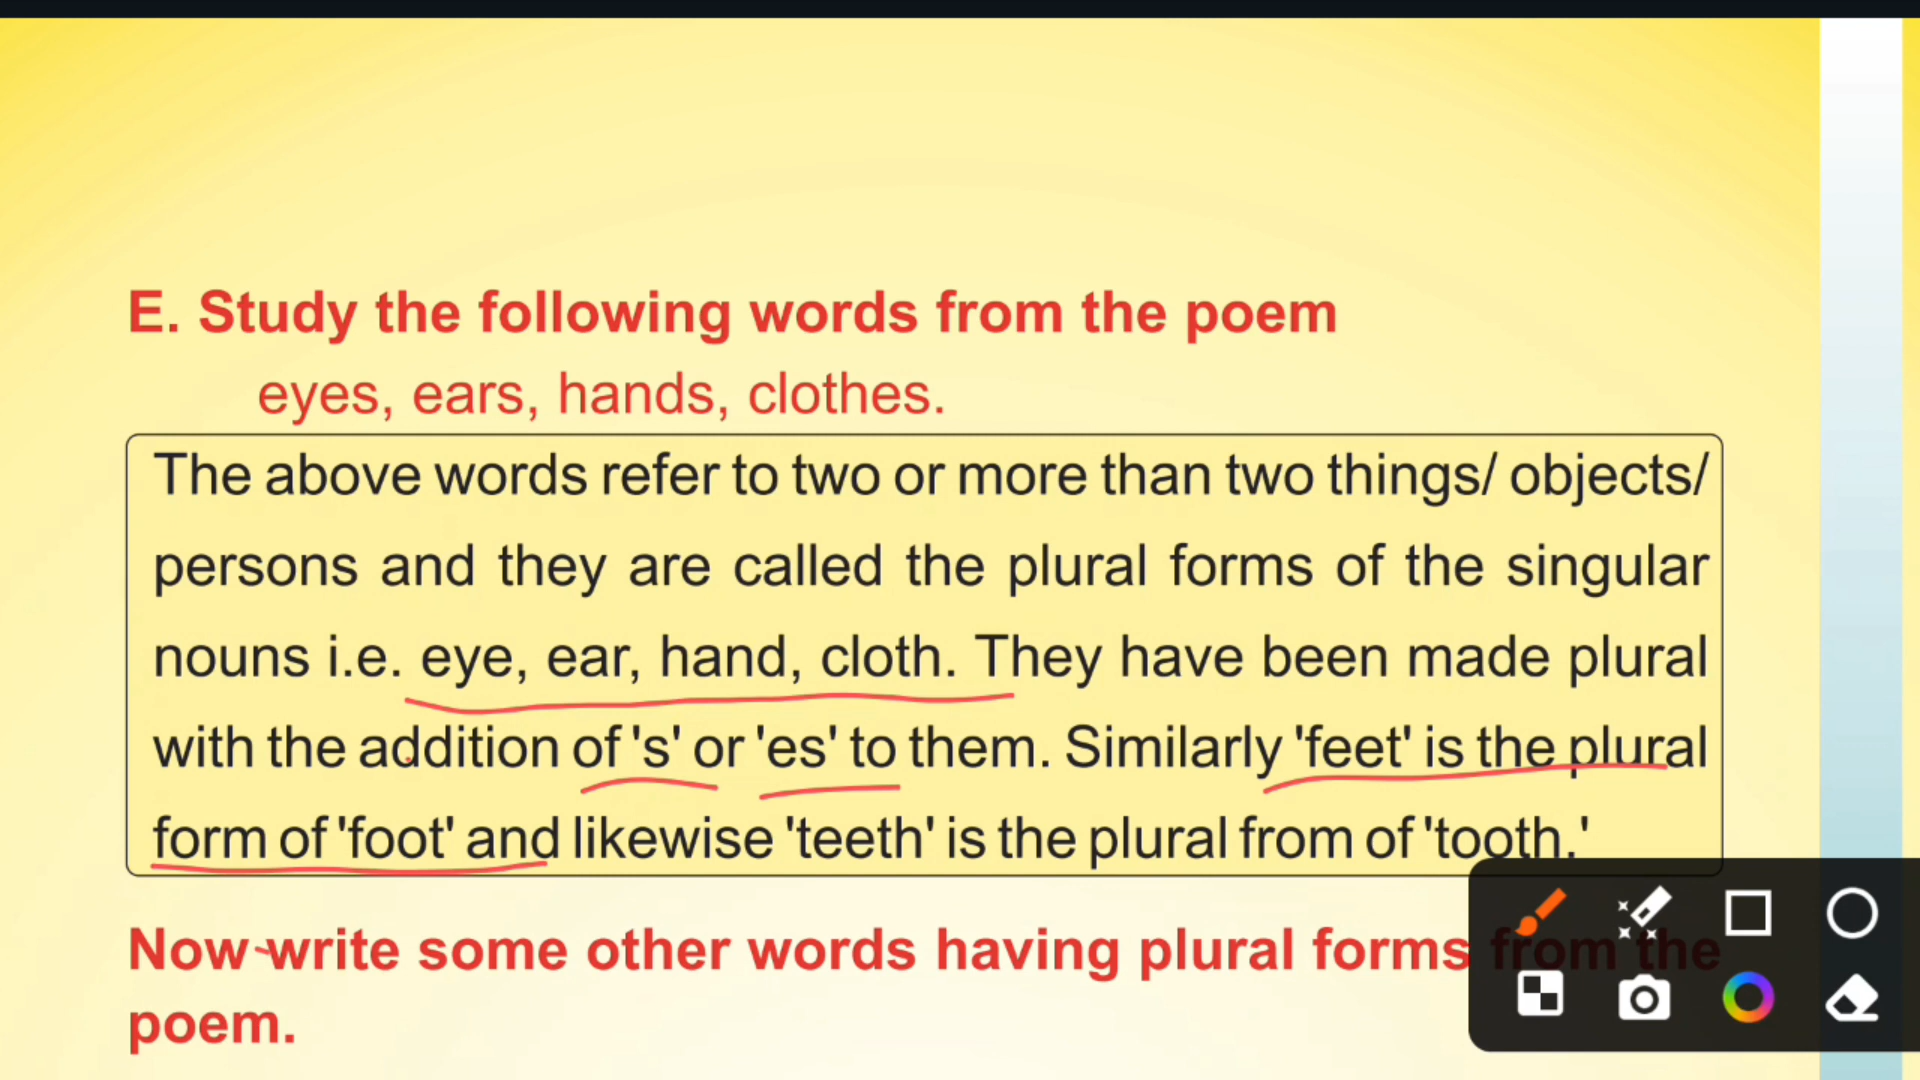 E. Study the following words from the poem
eyes, ears, hands, clothes.
The above words refer to two or more than two things/ objects/
persons and they are called the plural forms of the singular
nouns i.e. eye, ear, hand, cloth. They have been made plural
with the addition of 's' or 'es' to them. Similarly 'feet' is the plural
form of 'foot' and likewise 'teeth' is the plural from of 'tooth.'
Now write some other words having plural forms from the
poem.